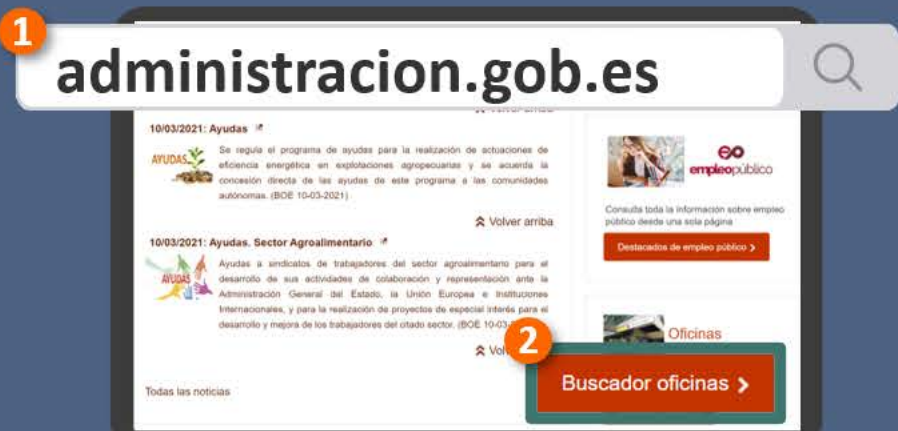 1
administracion.gob.es
10/03/2021: Ayudas
AYUDAS
Se regula el programa de ayudas para la realización de actuaciones de
eficiencia energética en explotaciones agropecuarias y se acuerda la
concesión directa de las ayudas de este programa a las comunidades
autónomas. (BOE 10-03-2021)
Volver arriba
10/03/2021: Ayudas. Sector Agroalimentario
AYUDAS
Ayudas a sindicatos de trabajadores del sector agroalimentario para el
desarrollo de sus actividades de colaboración y representación ante la
Administración General del Estado, la Unión Europea e Instituciones
Internacionales, y para la realización de proyectos de especial interés para el
desarrollo y mejora de los trabajadores del citado sector. (BOE 10-03-
Todas las noticias
empleopúblico
Consulta toda la información sobre empleo
público desde una sola página
Destacados de empleo público >
Oficinas
2
Buscador oficinas >